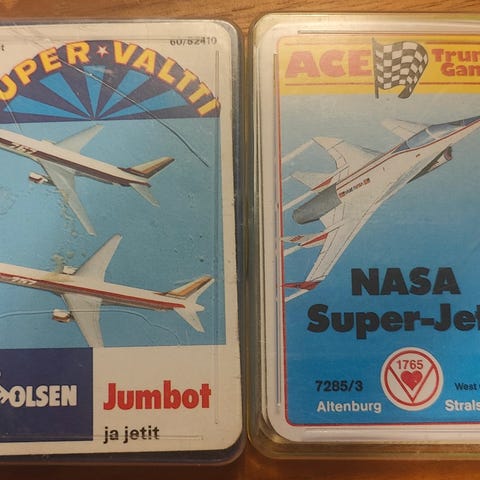 60/52410
UPER ★ VALTTI
OLSEN
Jumbot
ja jetit
ACE
Trum
Gam
NASA
Super-Jet
1765
7285/3
West
Altenburg
Strals